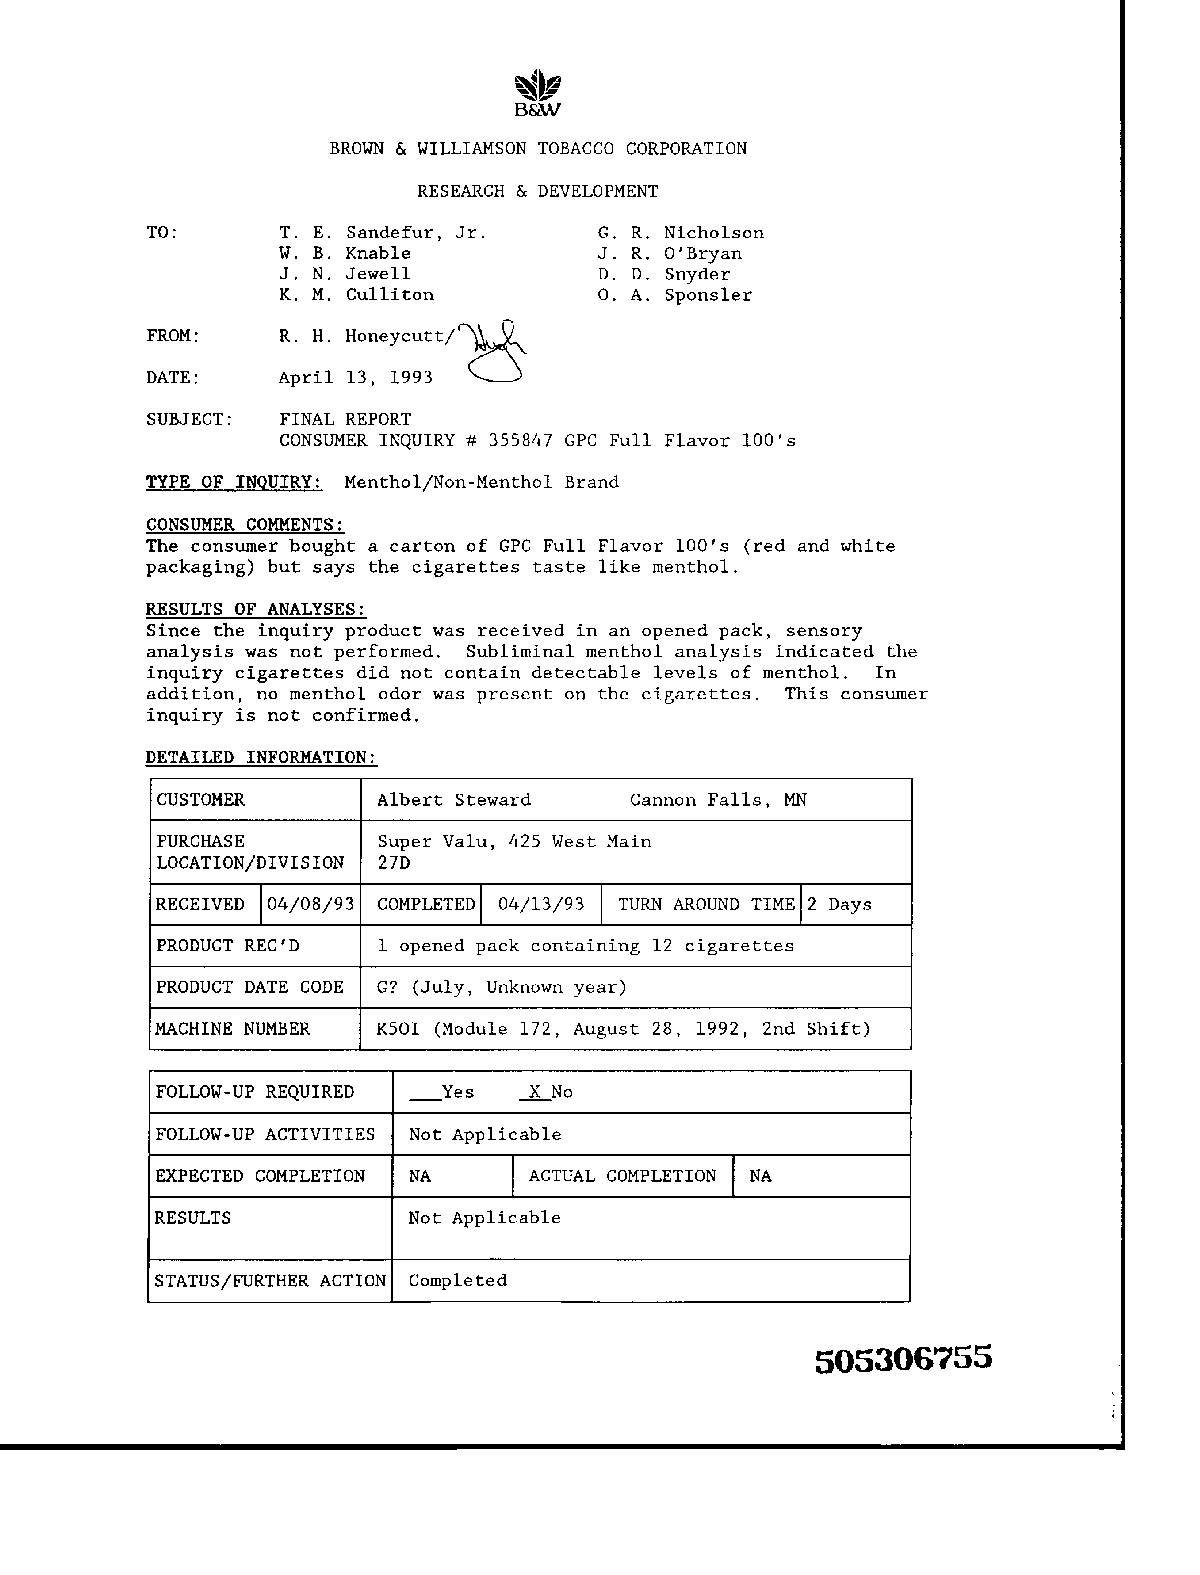 B&W
BROWN & WILLIAMSON TOBACCO CORPORATION
RESEARCH & DEVELOPMENT
TO: T. E. Sandefur, Jr. G. R. Nicholson
W. B. Knable J. R. O'Bryan
J. N. Jewell D. D. Snyder
K. M. Culliton O. A. Sponsler
FROM: R. H. Honeycutt/Hugh
DATE: April 13, 1993
SUBJECT: FINAL REPORT
CONSUMER INQUIRY # 355847 GPC Full Flavor 100's
TYPE OF INQUIRY: Menthol/Non-Menthol Brand
CONSUMER COMMENTS:
The consumer bought a carton of GPC Full Flavor 100's (red and white
packaging) but says the cigarettes taste like menthol.
RESULTS OF ANALYSES:
Since the inquiry product was received in an opened pack, sensory
analysis was not performed. Subliminal menthol analysis indicated the
inquiry cigarettes did not contain detectable levels of menthol. In
addition, no menthol odor was present on the cigarettes. This consumer
inquiry is not confirmed.
DETAILED INFORMATION:
CUSTOMER Albert Steward Cannon Falls, MN
PURCHASE Super Valu, 425 West Main
LOCATION/DIVISION 27D
RECEIVED 04/08/93 COMPLETED 04/13/93 TURN AROUND TIME 2 Days
PRODUCT REC'D 1 opened pack containing 12 cigarettes
PRODUCT DATE CODE G? (July, Unknown year)
MACHINE NUMBER K50I (Module 172, August 28, 1992, 2nd Shift)
FOLLOW-UP REQUIRED ___Yes _X_No
FOLLOW-UP ACTIVITIES Not Applicable
EXPECTED COMPLETION NA ACTUAL COMPLETION NA
RESULTS Not Applicable
STATUS/FURTHER ACTION Completed
505306755